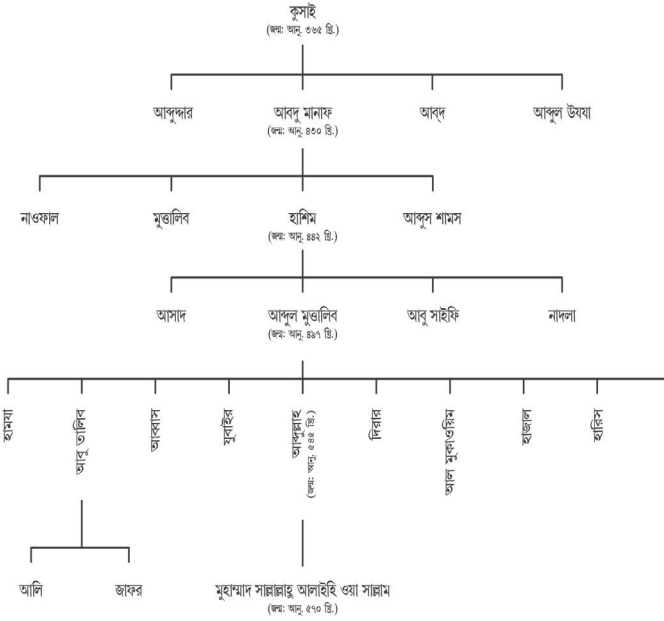 কুসাই
(জন্ম: আনু. ৩৬৫ খ্রি.)
আব্দুদ্দার
আবদু মানাফ
(জন্ম: আনু. ৪৩০ খ্রি.)
আব্দ
আব্দুল উযযা
নাওফাল
মুত্তালিব
হাশিম
(জন্ম: আনু. ৪৪২ খ্রি.)
আব্দুস শামস
আসাদ
আব্দুল মুত্তালিব
(জন্ম: আনু. ৪৯৭ খ্রি.)
আবু সাইফি
নাদলা
হামযা
আবু তালিব
আব্বাস
যুবাইর
আব্দুল্লাহ
(জন্ম: আনু. ৫৪৫ খ্রি.)
দিরার
আল মুকাওয়িম
হাজাল
হারিস
আলি
জাফর
মুহাম্মাদ সাল্লাল্লাহু আলাইহি ওয়া সাল্লাম
(জন্ম: আনু. ৫৭০ খ্রি.)